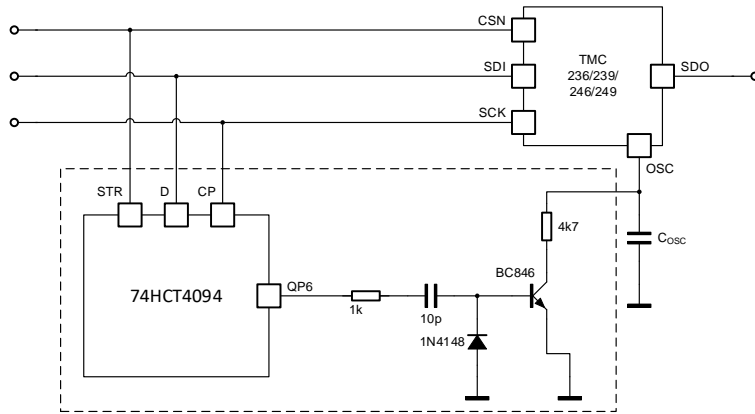 CSN
TMC
236/239/
246/249
SDI
SDO
SCK
OSC
STR
D
CP
4k7
COSC
BC846
74HCT4094
QP6
1k
10p
1N4148